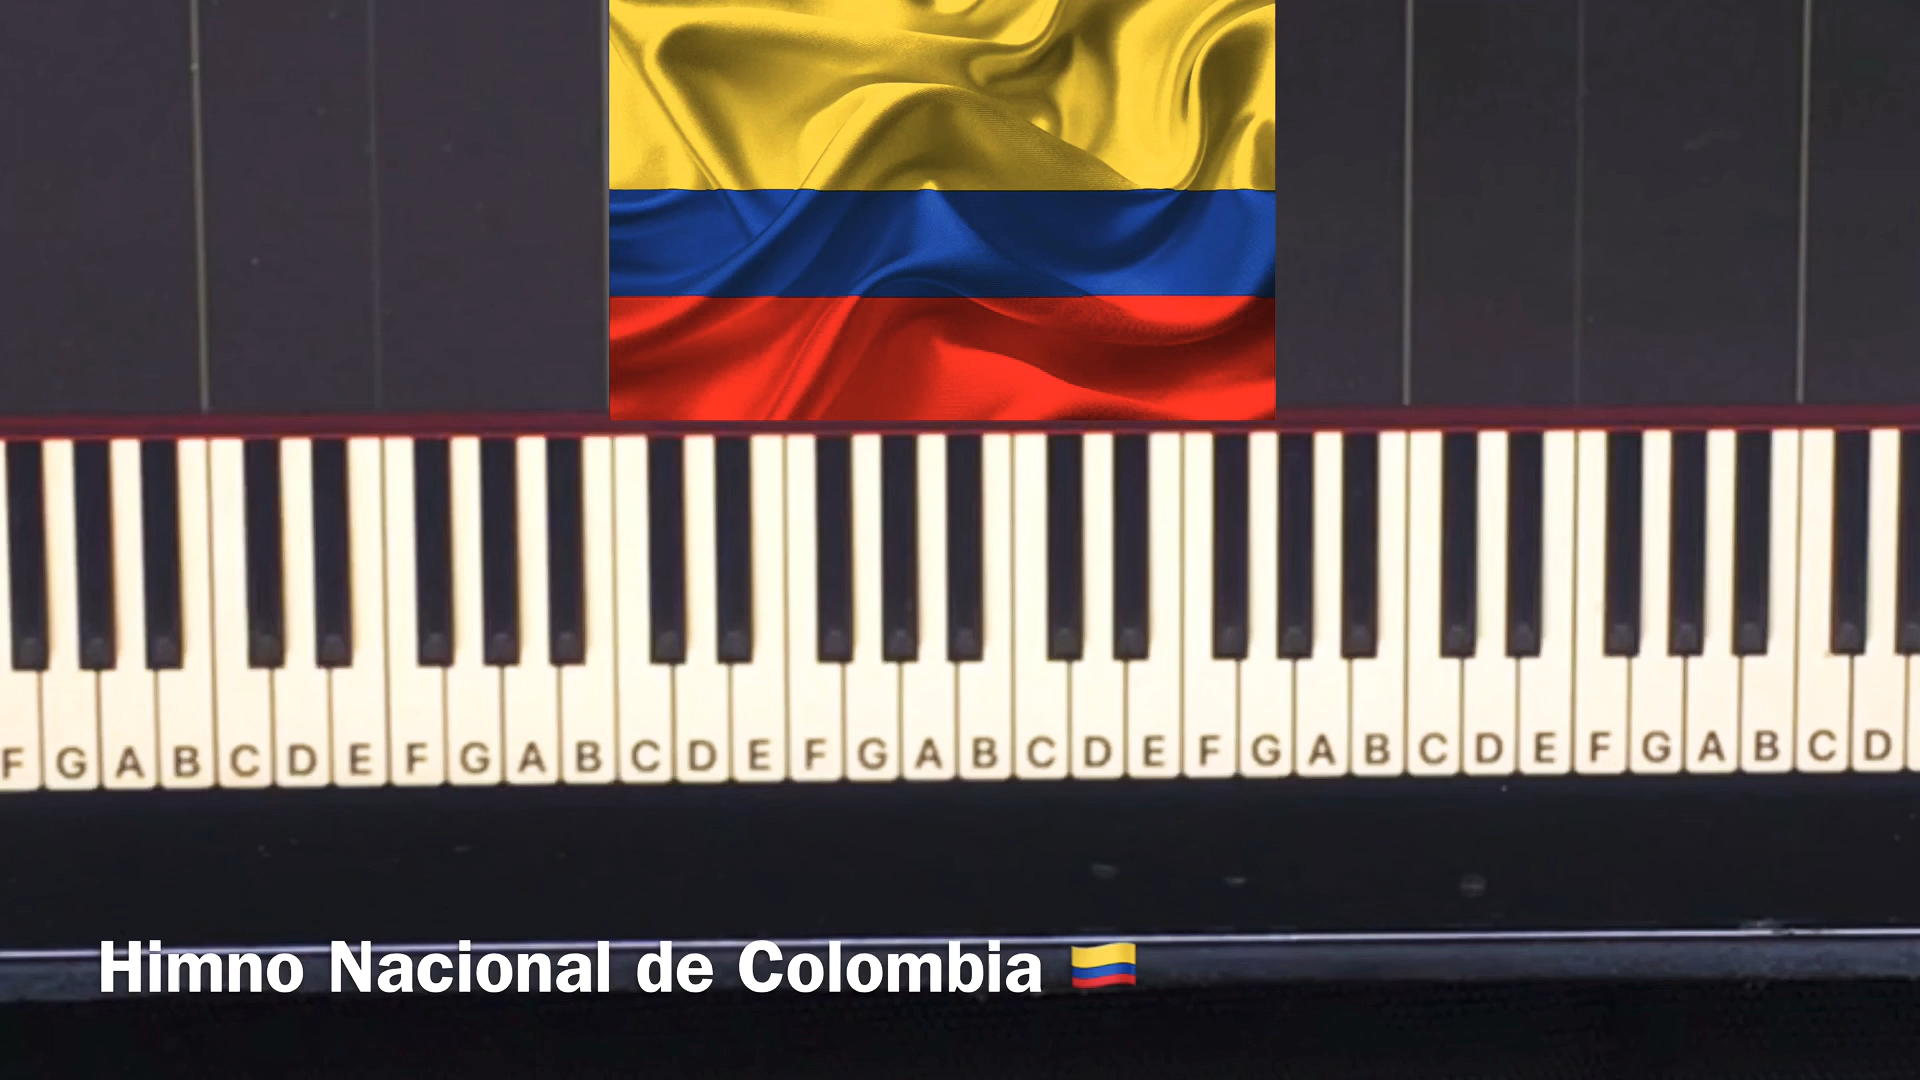 F G A B C D E F G A B C D E F G A B C D E F G A B C D E F G A B C D
Himno Nacional de Colombia 🇨🇴